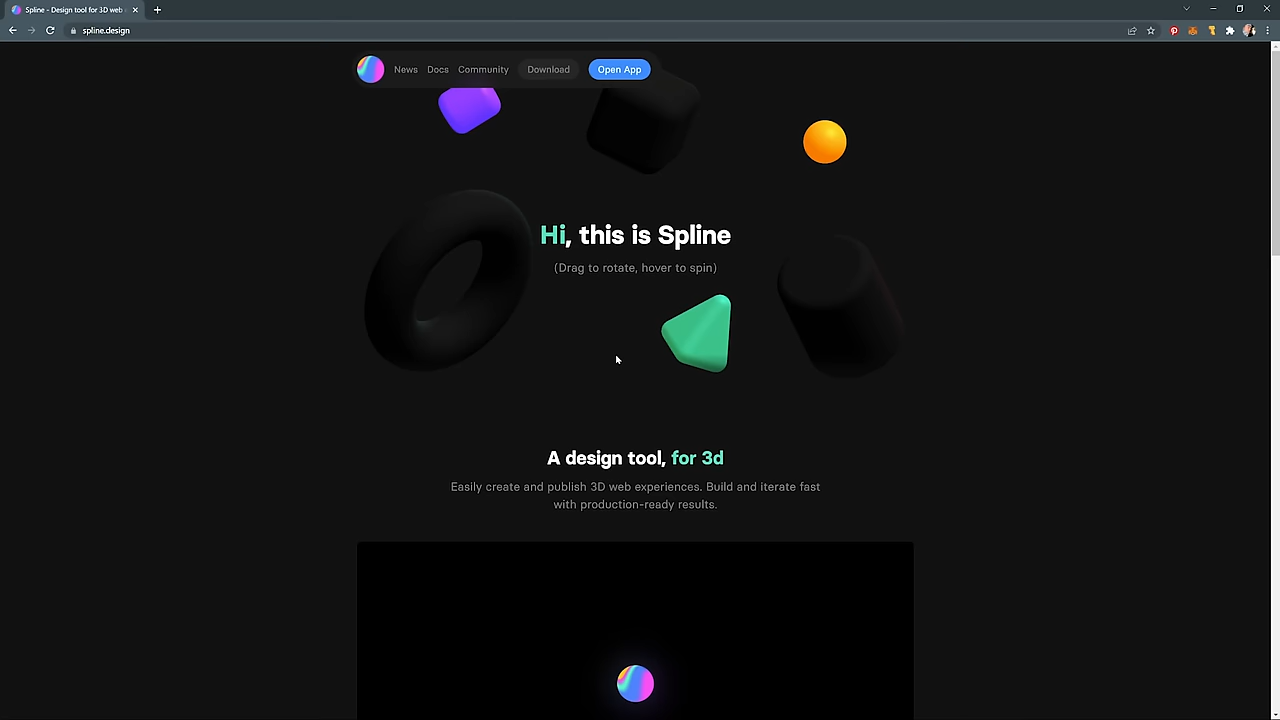 Spline - Design tool for 3D web
spline.design
News Docs Community Download Open App
Hi, this is Spline
(Drag to rotate, hover to spin)
A design tool, for 3d
Easily create and publish 3D web experiences. Build and iterate fast
with production-ready results.